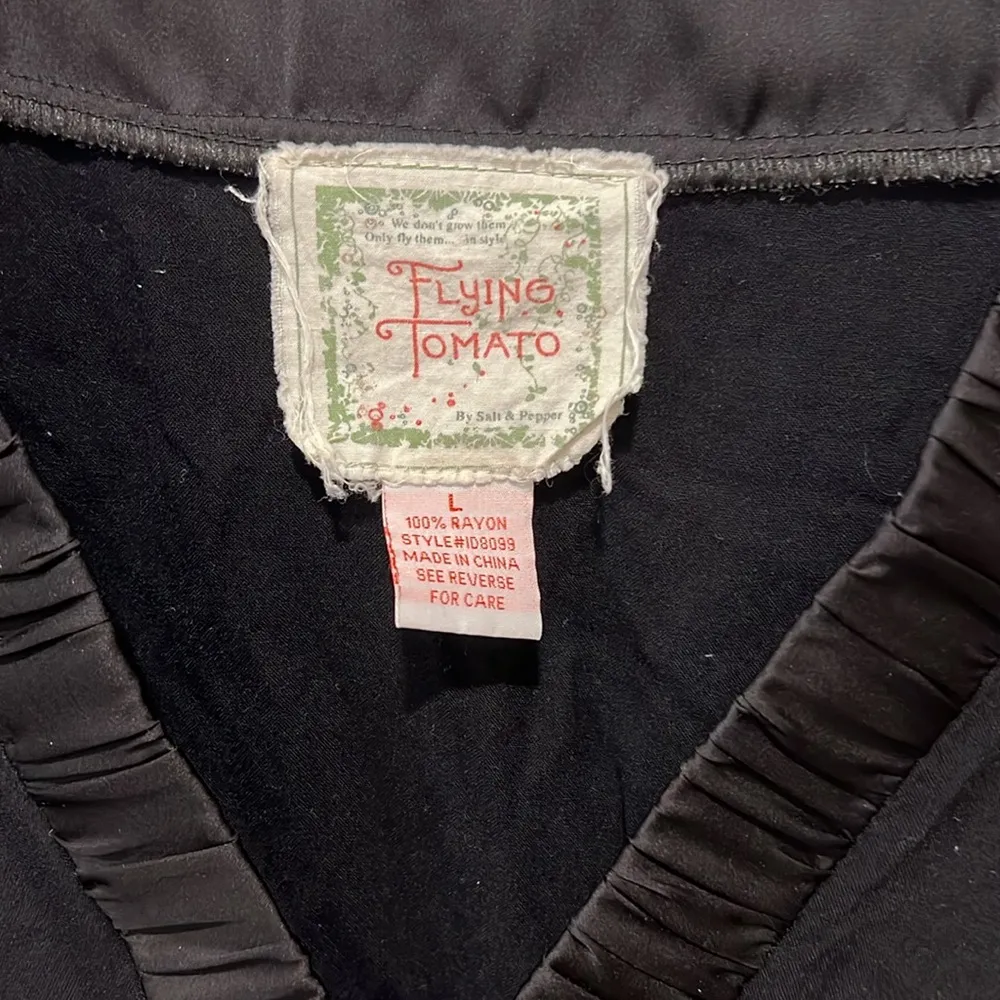 We don't grow them
Only fly them... in style
FLYING
TOMATO
By Salt & Pepper
L
100% RAYON
STYLE#ID8099
MADE IN CHINA
SEE REVERSE
FOR CARE